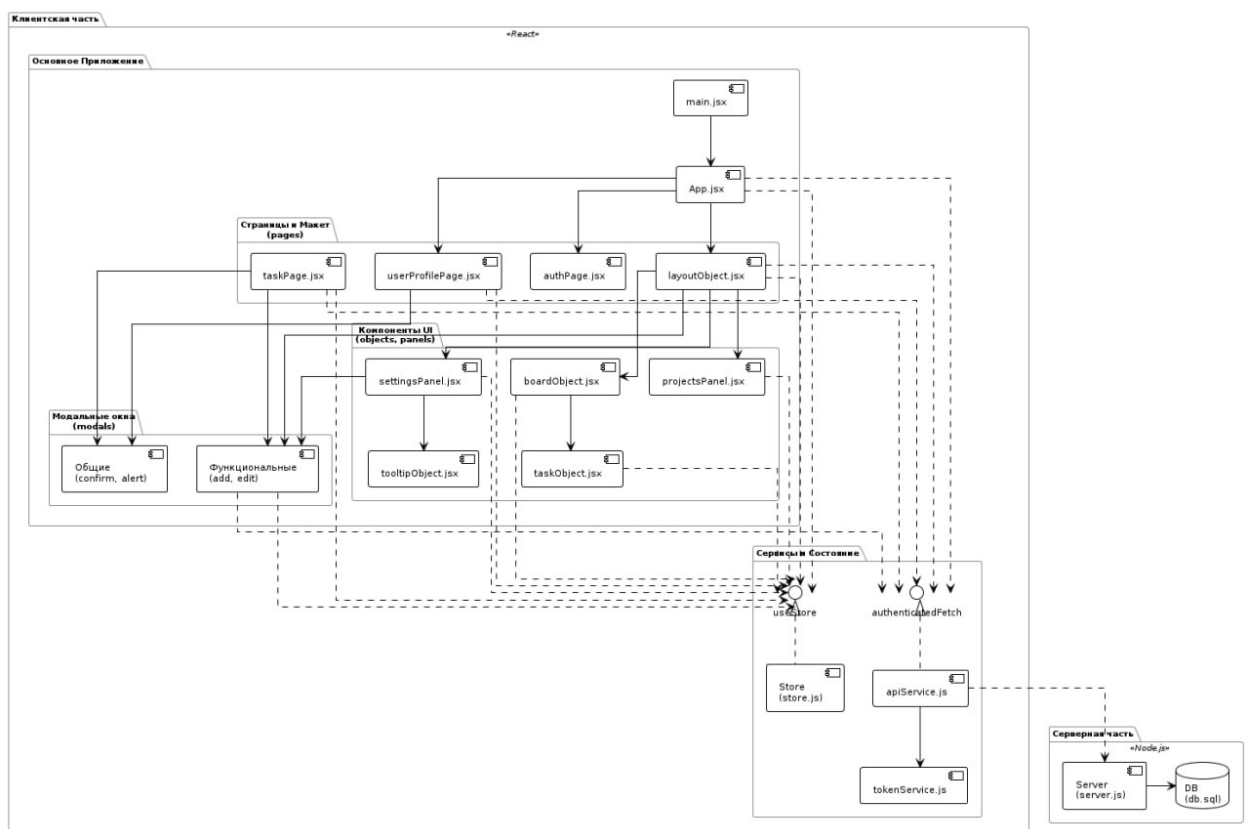 Клиентская часть
«React»
Основное Приложение
main.jsx
App.jsx
Страницы и Макет
(pages)
taskPage.jsx
userProfilePage.jsx
authPage.jsx
layoutObject.jsx
Компоненты UI
(objects, panels)
settingsPanel.jsx
boardObject.jsx
projectsPanel.jsx
Модальные окна
(modals)
Общие
(confirm, alert)
Функциональные
(add, edit)
tooltipObject.jsx
taskObject.jsx
Сервисы и Состояние
useStore
authenticatedFetch
Store
(store.js)
apiService.js
tokenService.js
Серверная часть
«Node.js»
Server
(server.js)
DB
(db.sql)